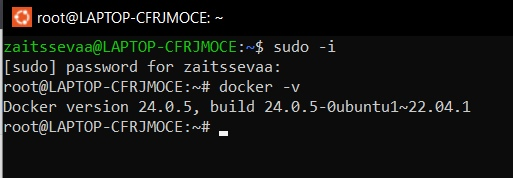 root@LAPTOP-CFRJMOCE: ~
zaitssevaa@LAPTOP-CFRJMOCE:~$ sudo -i
[sudo] password for zaitssevaa:
root@LAPTOP-CFRJMOCE:~# docker -v
Docker version 24.0.5, build 24.0.5-0ubuntu1~22.04.1
root@LAPTOP-CFRJMOCE:~#